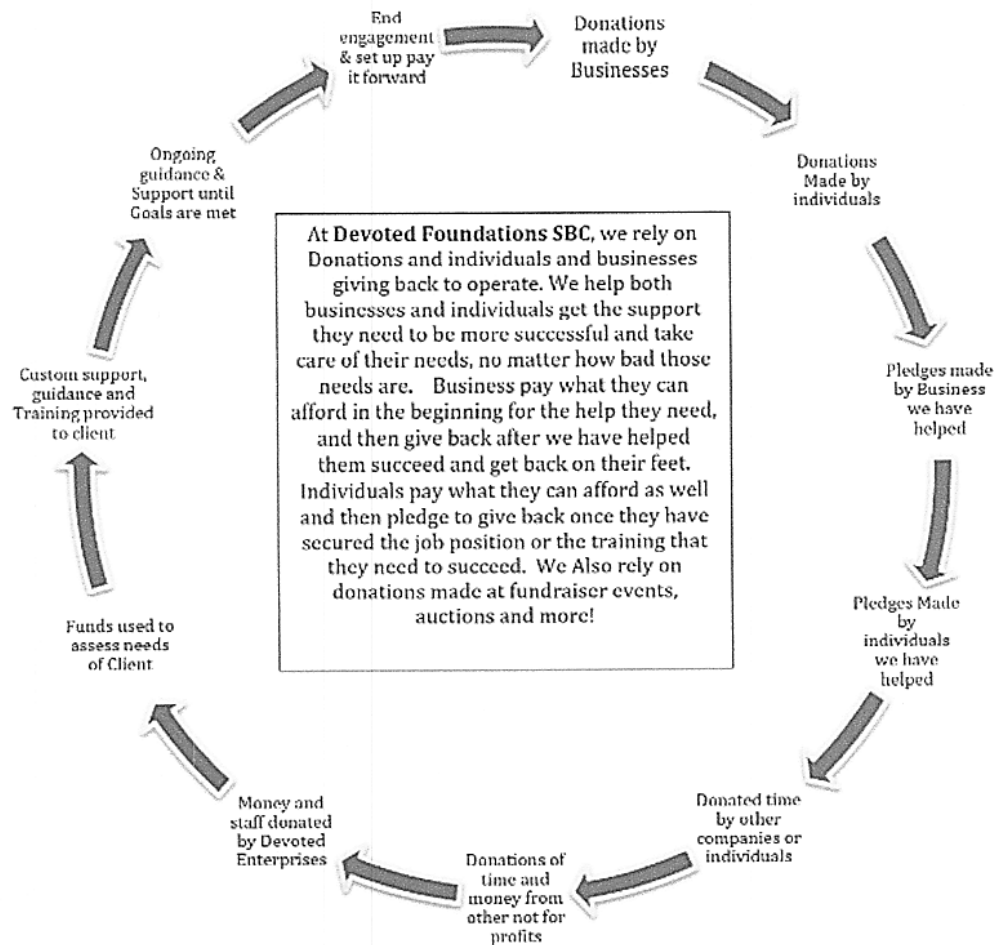 End
engagement
& set up pay
it forward
Donations
made by
Businesses
Donations
Made by
individuals
Pledges made
by Business
we have
helped
Pledges Made
by
individuals
we have
helped
Donated time
by other
companies or
individuals
Donations of
time and
money from
other not for
profits
Money and
staff donated
by Devoted
Enterprises
Funds used to
assess needs
of Client
Custom support,
guidance and
Training provided
to client
Ongoing
guidance &
Support until
Goals are met
At Devoted Foundations SBC, we rely on
Donations and individuals and businesses
giving back to operate. We help both
businesses and individuals get the support
they need to be more successful and take
care of their needs, no matter how bad those
needs are. Business pay what they can
afford in the beginning for the help they need,
and then give back after we have helped
them succeed and get back on their feet.
Individuals pay what they can afford as well
and then pledge to give back once they have
secured the job position or the training that
they need to succeed. We Also rely on
donations made at fundraiser events,
auctions and more!